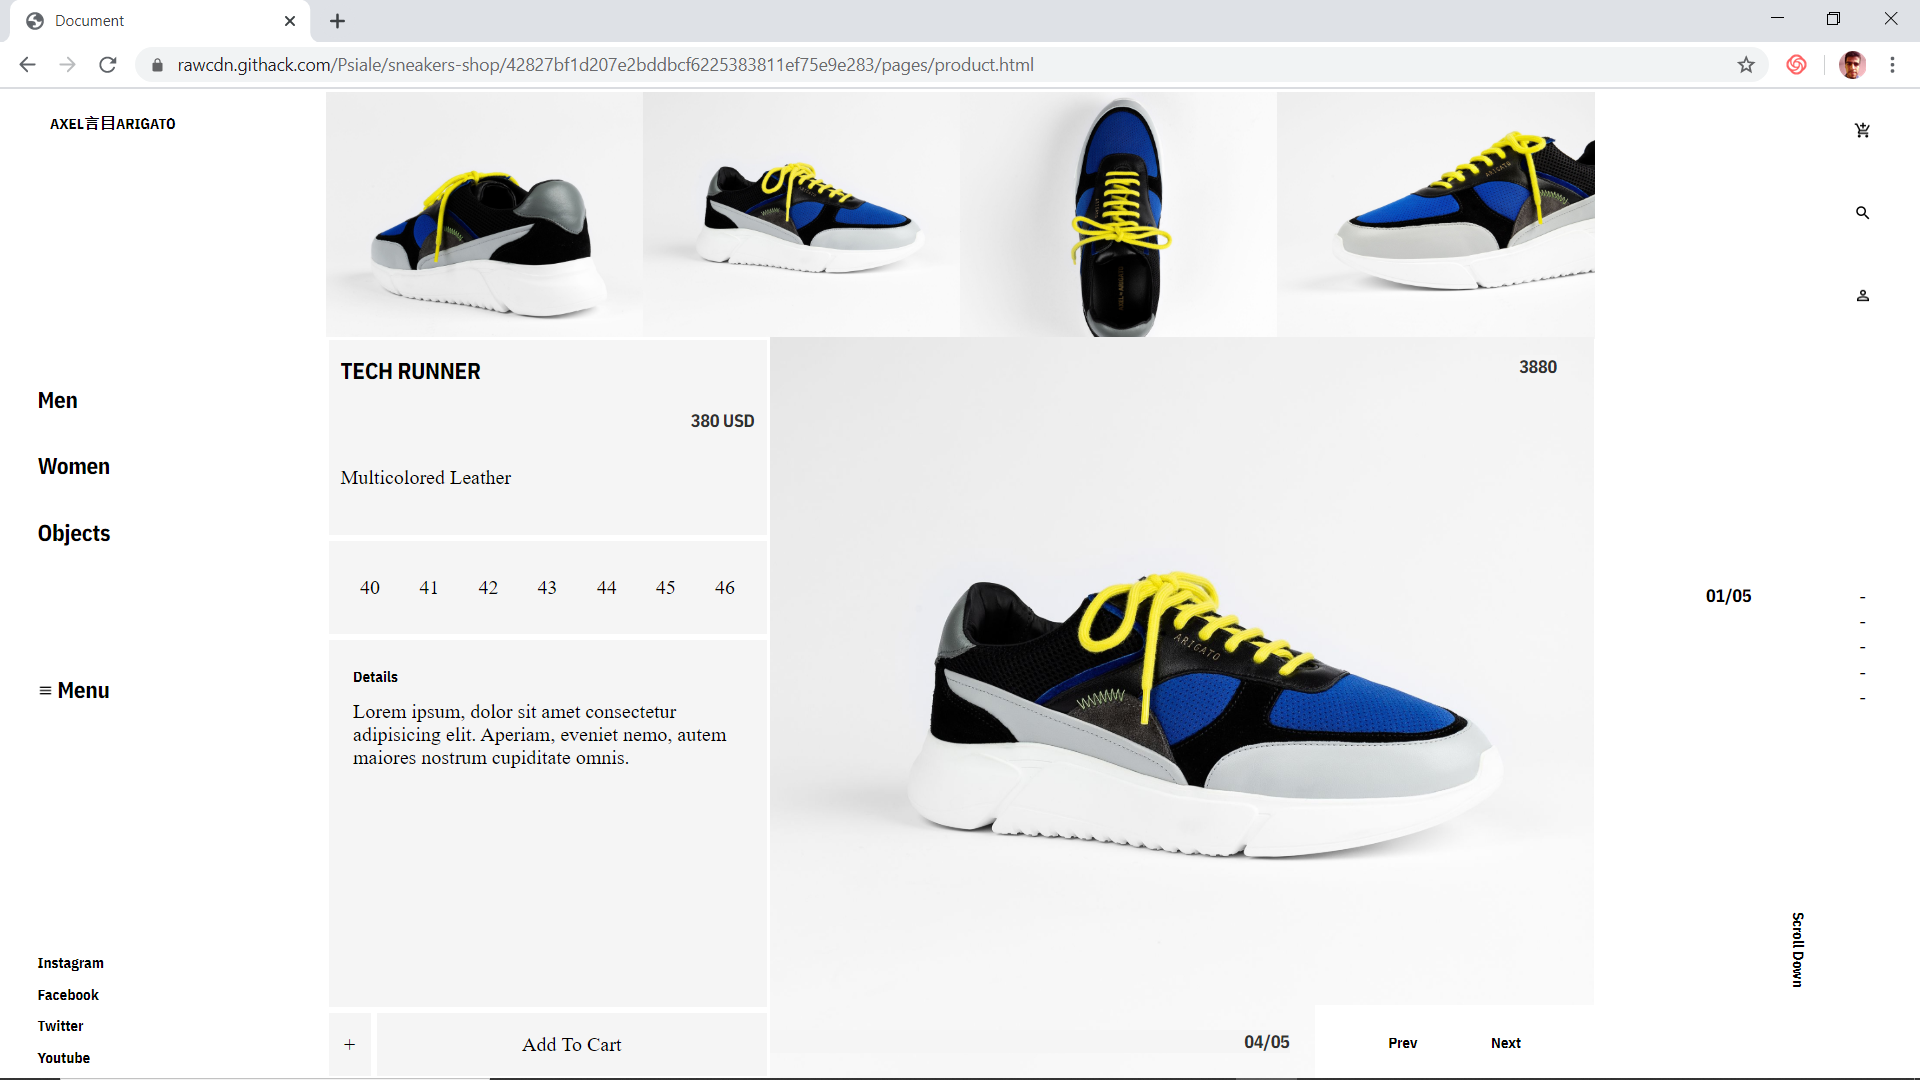 Document
rawcdn.githack.com/Psiale/sneakers-shop/42827bf1d207e2bddbcf6225383811ef75e9e283/pages/product.html
AXEL言目ARIGATO
Men
Women
Objects
Menu
Instagram
Facebook
Twitter
Youtube
TECH RUNNER
380 USD
Multicolored Leather
40 41 42 43 44 45 46
Details
Lorem ipsum, dolor sit amet consectetur
adipisicing elit. Aperiam, eveniet nemo, autem
maiores nostrum cupiditate omnis.
+
Add To Cart
3880
ARIGATO
04/05
Prev Next
01/05
-
-
-
-
-
Scroll Down